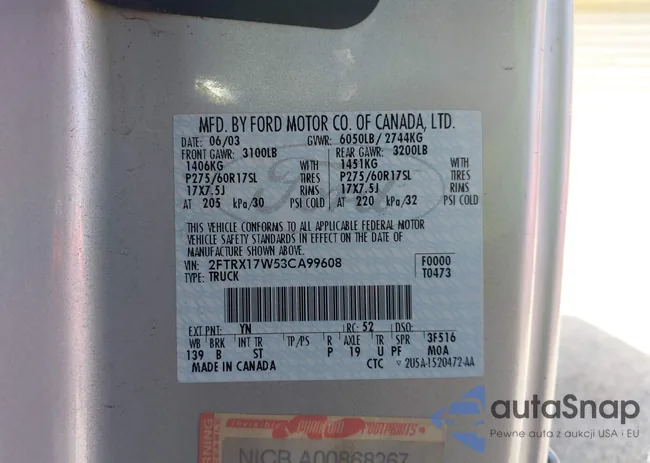 MFD. BY FORD MOTOR CO. OF CANADA, LTD.
DATE: 06/03 GVWR: 6050LB/ 2744KG
FRONT GAWR: 3100LB REAR GAWR: 3200LB
1406KG WITH 1451KG WITH
P275/60R17SL TIRES P275/60R17SL TIRES
17X7.5J RIMS 17X7.5J RIMS
AT 205 kPa/30 PSI COLD AT 220 kPa/32 PSI COLD
Ford
THIS VEHICLE CONFORMS TO ALL APPLICABLE FEDERAL MOTOR
VEHICLE SAFETY STANDARDS IN EFFECT ON THE DATE OF
MANUFACTURE SHOWN ABOVE.
VIN: 2FTRX17W53CA99608 F0000
TYPE: TRUCK T0473
EXT PNT: YN RC: 52 DSO:
WB BRK INT TR TP/PS R AXLE TR SPR 3F516
139 B ST P 19 U PF MOA
MADE IN CANADA CTC 2U5A-1520472-AA
WARNING
FOOTPRINTS
NICB A00868267
autoSnap
Pewne auta z aukcji USA i EU